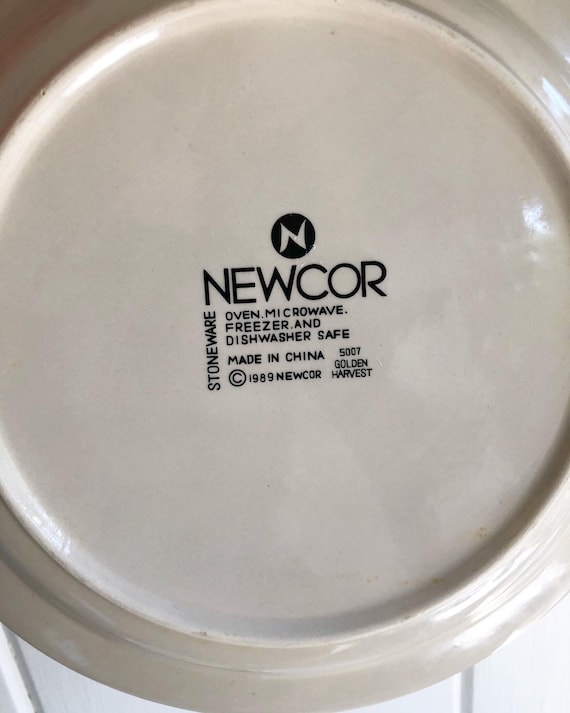 N
NEWCOR
STONEWARE
OVEN.MICROWAVE.
FREEZER.AND
DISHWASHER SAFE
MADE IN CHINA
© 1989 NEWCOR
5007
GOLDEN
HARVEST